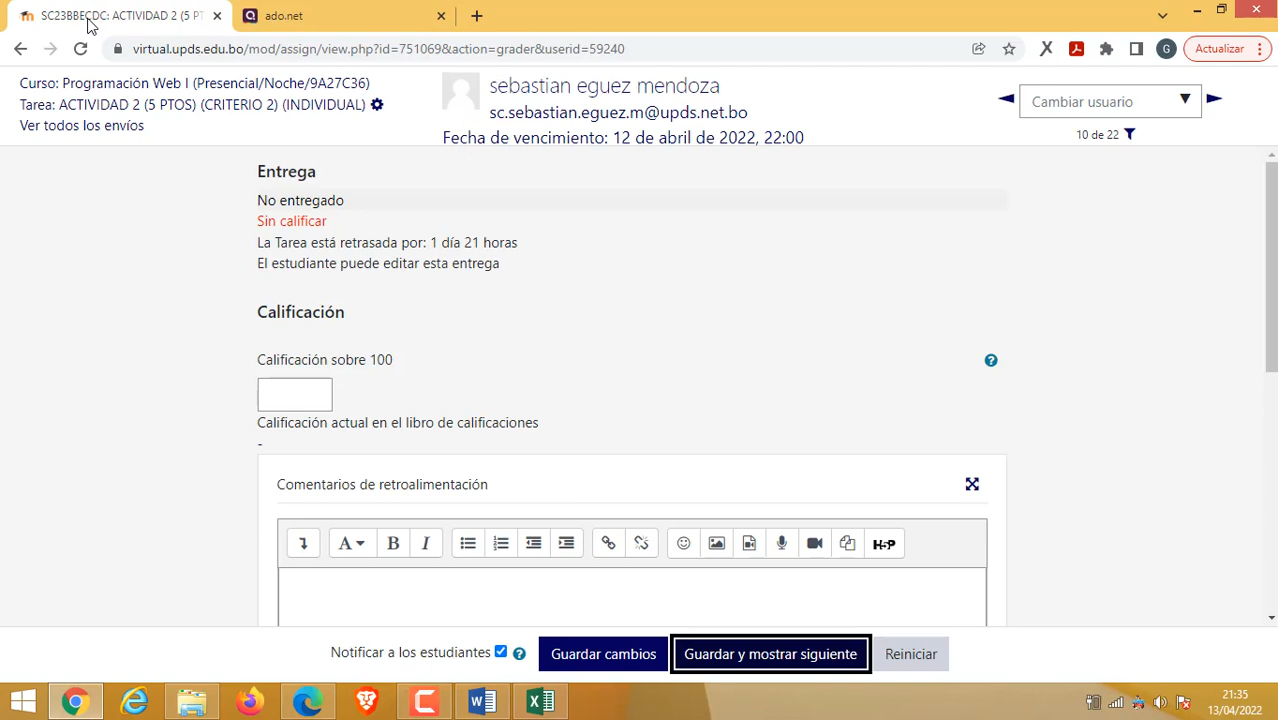 SC23BBECDC: ACTIVIDAD 2 (5 PT
ado.net
virtual.upds.edu.bo/mod/assign/view.php?id=751069&action=grader&userid=59240
G
Actualizar
Curso: Programación Web I (Presencial/Noche/9A27C36)
Tarea: ACTIVIDAD 2 (5 PTOS) (CRITERIO 2) (INDIVIDUAL)
Ver todos los envíos
sebastian eguez mendoza
sc.sebastian.eguez.m@upds.net.bo
Fecha de vencimiento: 12 de abril de 2022, 22:00
Cambiar usuario
10 de 22
Entrega
No entregado
Sin calificar
La Tarea está retrasada por: 1 día 21 horas
El estudiante puede editar esta entrega
Calificación
Calificación sobre 100
Calificación actual en el libro de calificaciones
-
Comentarios de retroalimentación
A B I H5P
Notificar a los estudiantes
Guardar cambios
Guardar y mostrar siguiente
Reiniciar
21:35
13/04/2022